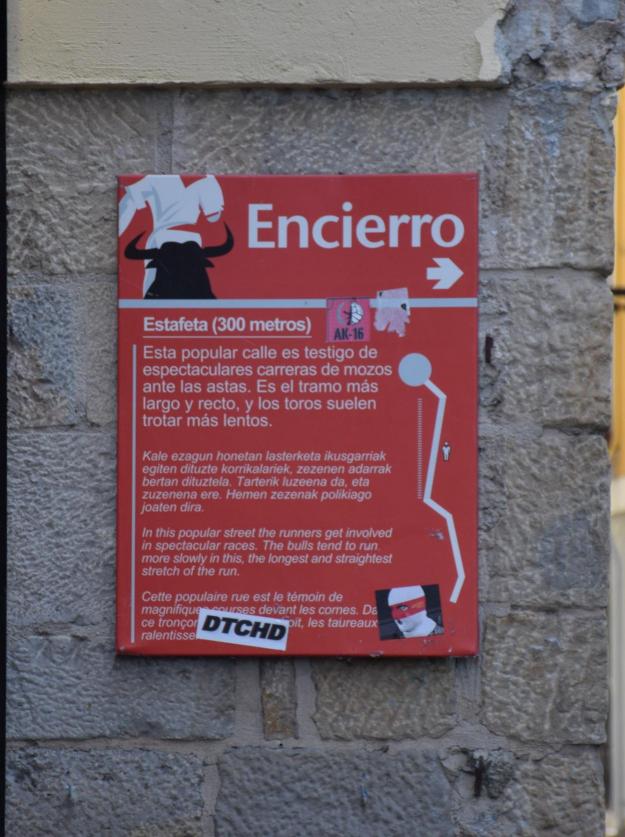 Encierro
Estafeta (300 metros)
AK-16
Esta popular calle es testigo de
espectaculares carreras de mozos
ante las astas. Es el tramo más
largo y recto, y los toros suelen
trotar más lentos.
Kale ezagun honetan lasterketa ikusgarriak
egiten dituzte korrikalariek, zezenen adarrak
bertan dituztela. Tarterik luzeena da, eta
zuzenena ere. Hemen zezenak polikiago
joaten dira.
In this popular street the runners get involved
in spectacular races. The bulls tend to run
more slowly in this, the longest and straightest
stretch of the run.
Cette populaire rue est le témoin de
magnifiques courses devant les cornes.
ce tronçon les taureaux
DTCHD